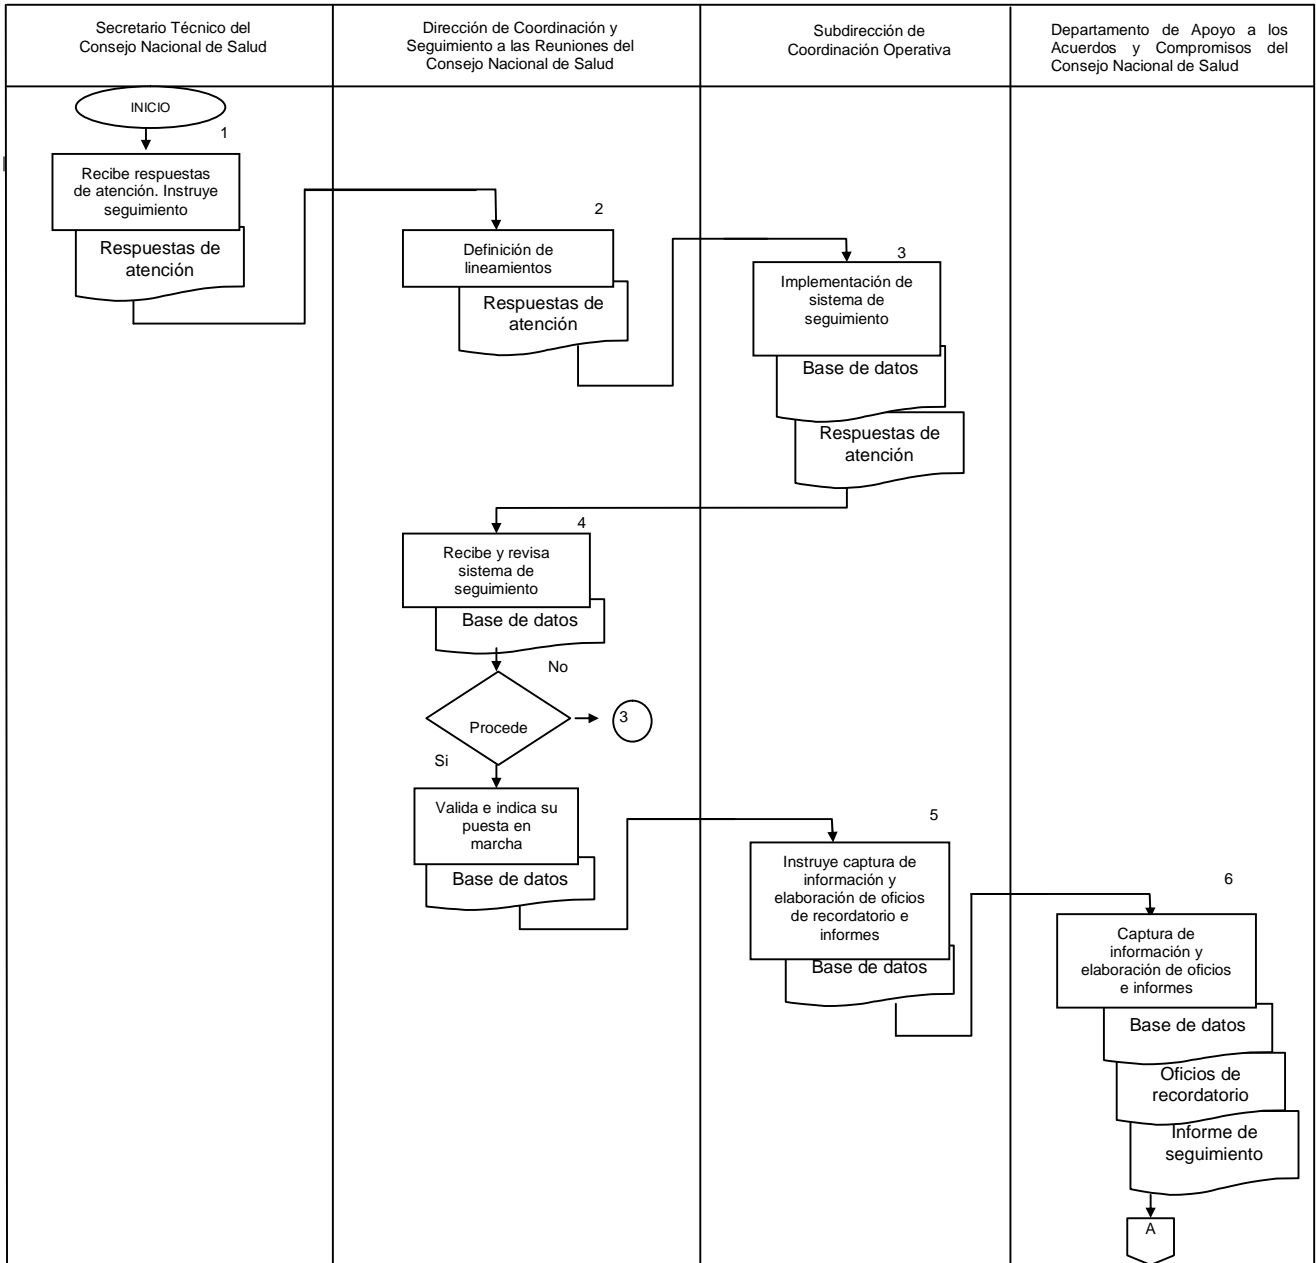 Secretario Técnico del
Consejo Nacional de Salud
Dirección de Coordinación y
Seguimiento a las Reuniones del
Consejo Nacional de Salud
Subdirección de
Coordinación Operativa
Departamento de Apoyo a los
Acuerdos y Compromisos del
Consejo Nacional de Salud
INICIO
1
Recibe respuestas
de atención. Instruye
seguimiento
Respuestas de
atención
2
Definición de
lineamientos
Respuestas de
atención
3
Implementación de
sistema de
seguimiento
Base de datos
Respuestas de
atención
4
Recibe y revisa
sistema de
seguimiento
Base de datos
No
Procede
3
Si
Valida e indica su
puesta en
marcha
Base de datos
5
Instruye captura de
información y
elaboración de oficios
de recordatorio e
informes
Base de datos
6
Captura de
información y
elaboración de oficios
e informes
Base de datos
Oficios de
recordatorio
Informe de
seguimiento
A